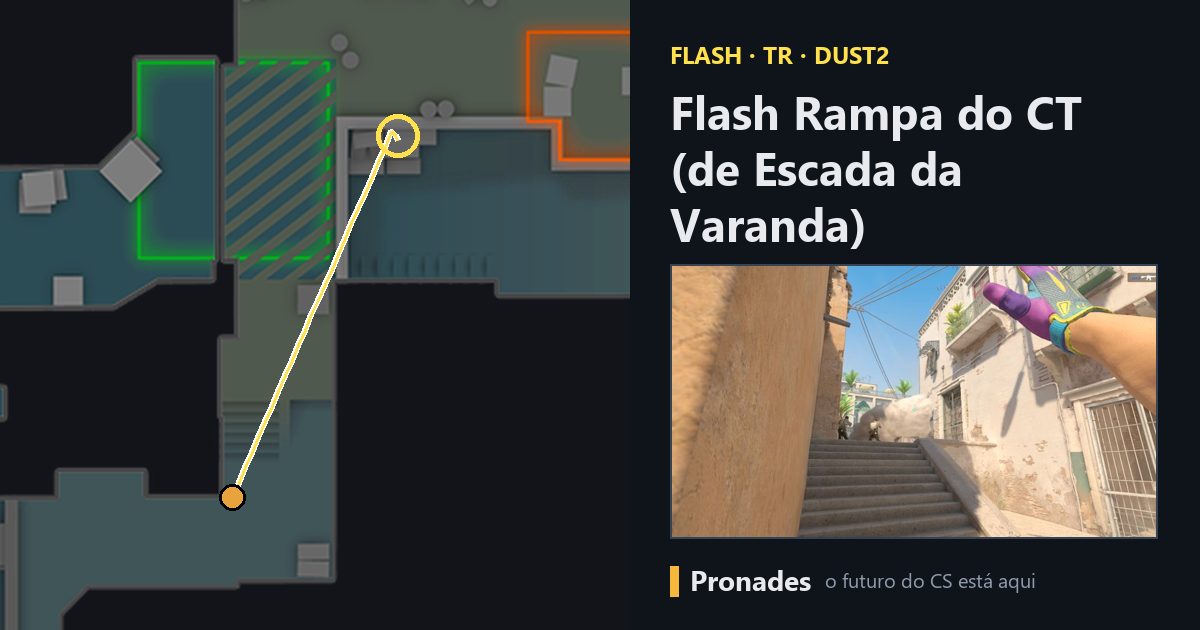 FLASH · TR · DUST2
Flash Rampa do CT
(de Escada da
Varanda)
Pronades o futuro do CS está aqui